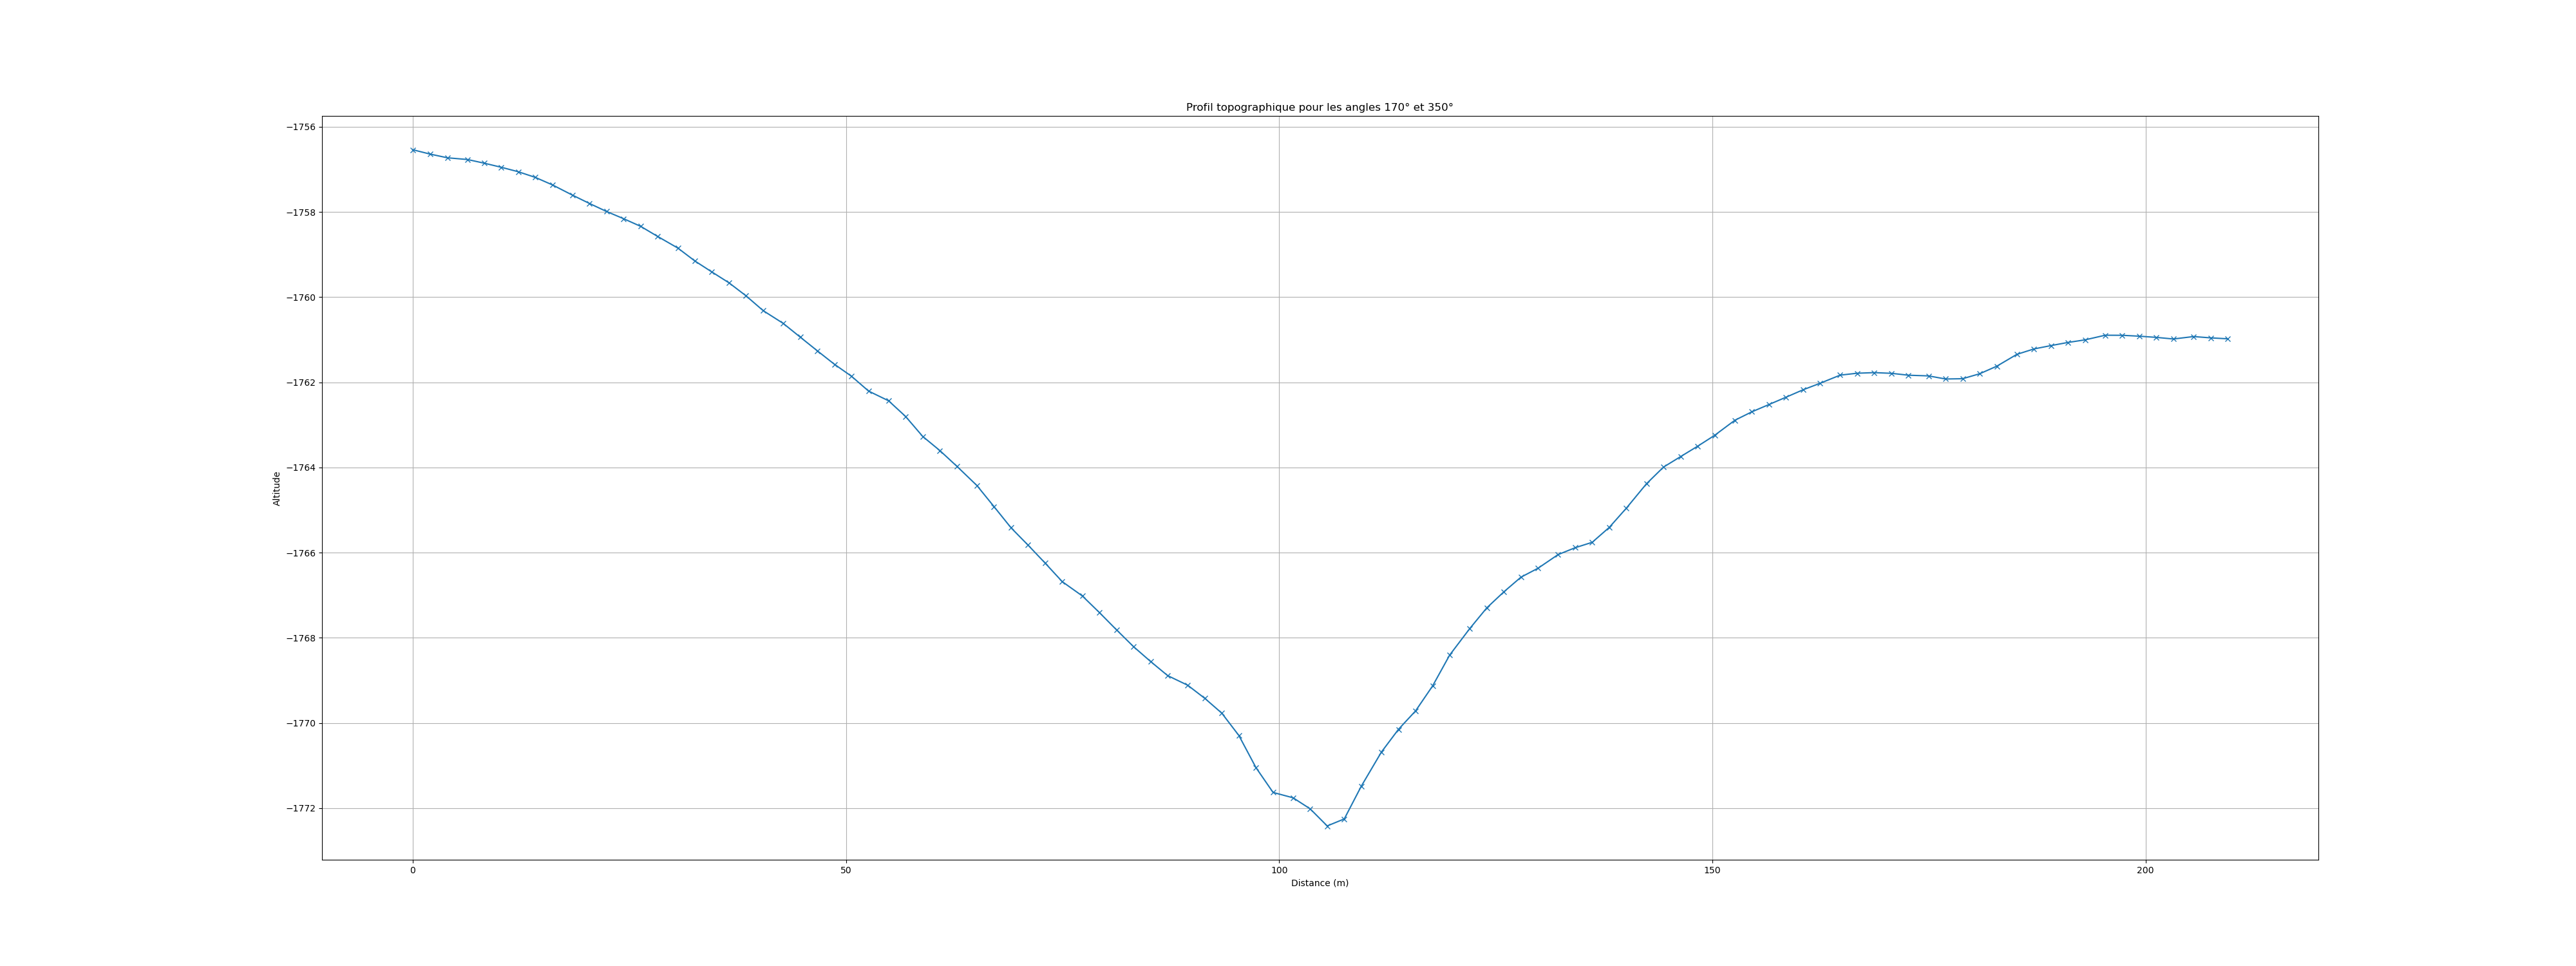 Profil topographique pour les angles 170° et 350°
−1756
−1758
−1760
−1762
−1764
−1766
−1768
−1770
−1772
Altitude
0 50 100 150 200
Distance (m)